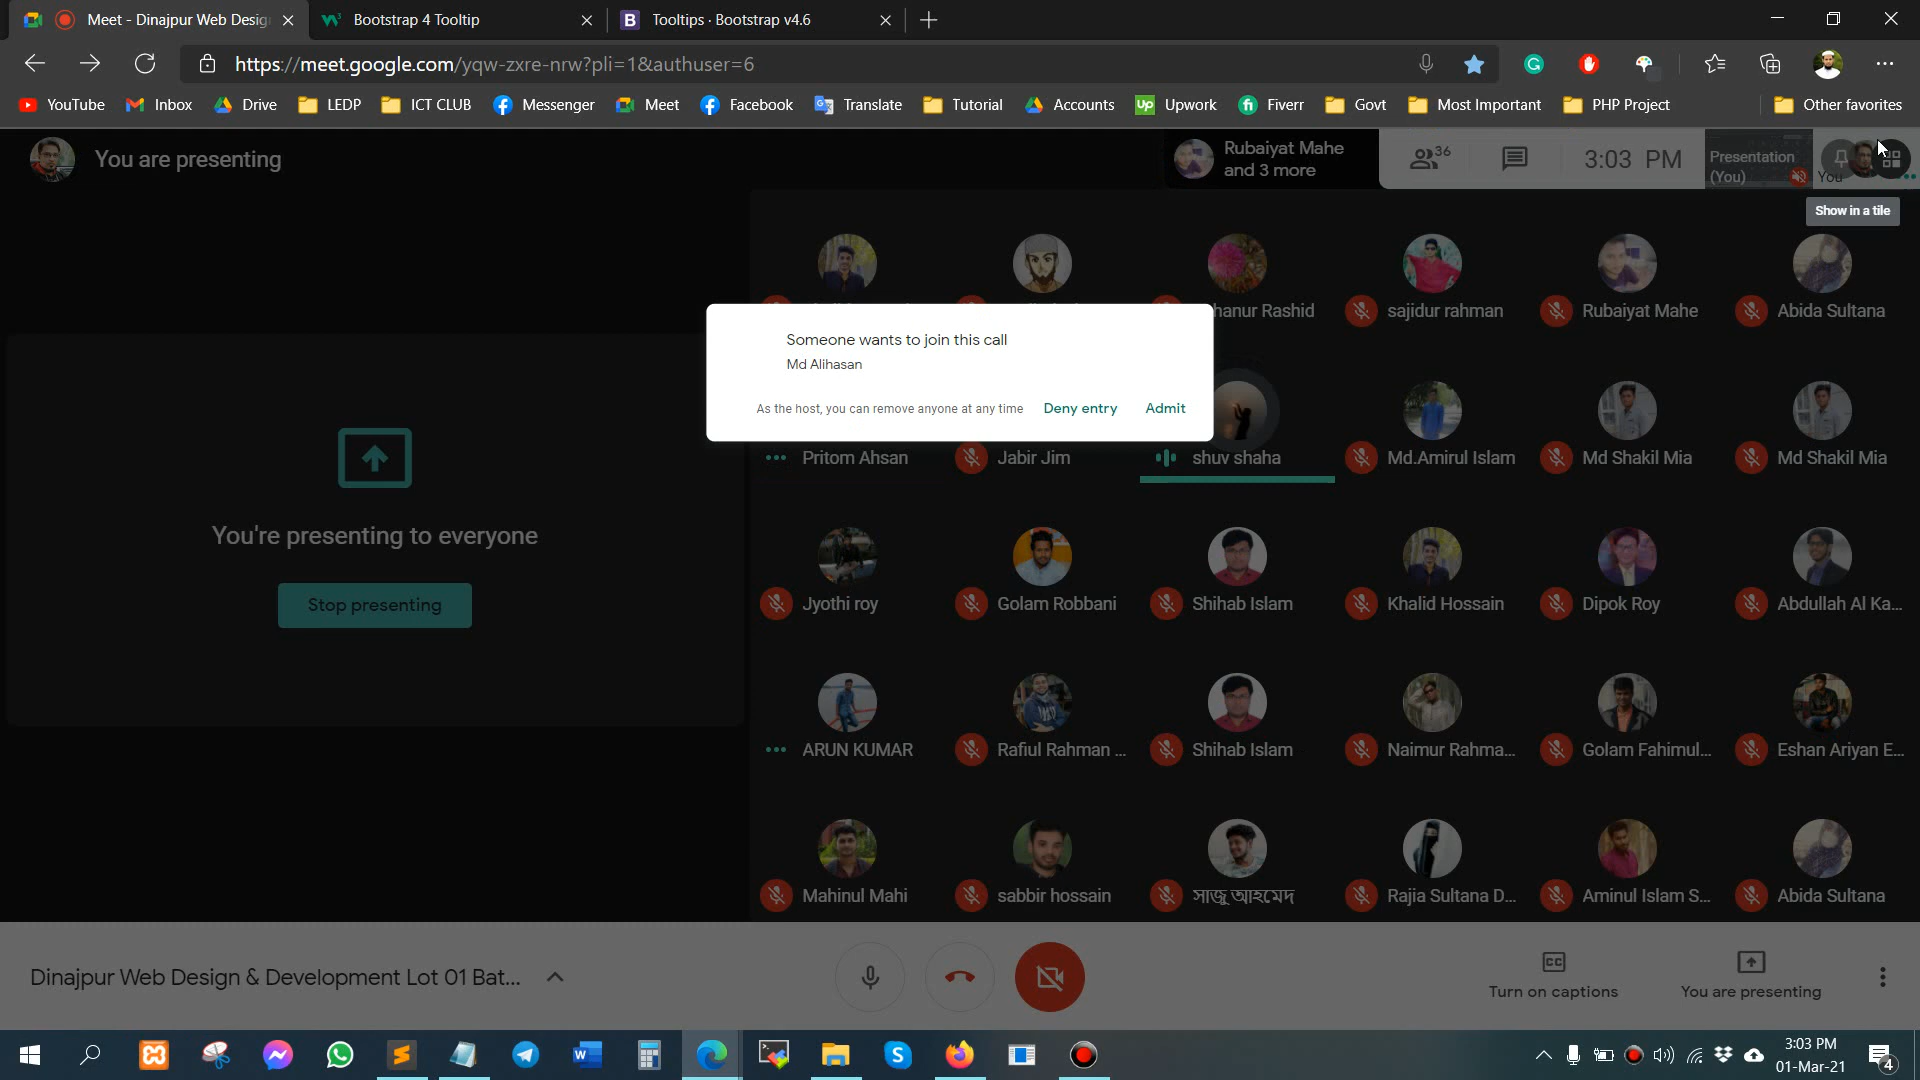 Meet - Dinajpur Web Desig
Bootstrap 4 Tooltip
Tooltips · Bootstrap v4.6
https://meet.google.com/yqw-zxre-nrw?pli=1&authuser=6
YouTube
Inbox
Drive
LEDP
ICT CLUB
Messenger
Meet
Facebook
Translate
Tutorial
Accounts
Upwork
Fiverr
Govt
Most Important
PHP Project
Other favorites
You are presenting
Rubaiyat Mahe
and 3 more
36
3:03 PM
Presentation
(You)
You
Show in a tile
hanur Rashid
sajidur rahman
Rubaiyat Mahe
Abida Sultana
Someone wants to join this call
Md Alihasan
As the host, you can remove anyone at any time
Deny entry
Admit
Pritom Ahsan
Jabir Jim
shuv shaha
Md.Amirul Islam
Md Shakil Mia
Md Shakil Mia
You're presenting to everyone
Stop presenting
Jyothi roy
Golam Robbani
Shihab Islam
Khalid Hossain
Dipok Roy
Abdullah Al Ka...
ARUN KUMAR
Rafiul Rahman ...
Shihab Islam
Naimur Rahma...
Golam Fahimul...
Eshan Ariyan E...
Mahinul Mahi
sabbir hossain
সাজু আহমেদ
Rajia Sultana D...
Aminul Islam S...
Abida Sultana
Dinajpur Web Design & Development Lot 01 Bat...
Turn on captions
You are presenting
3:03 PM
01-Mar-21
4